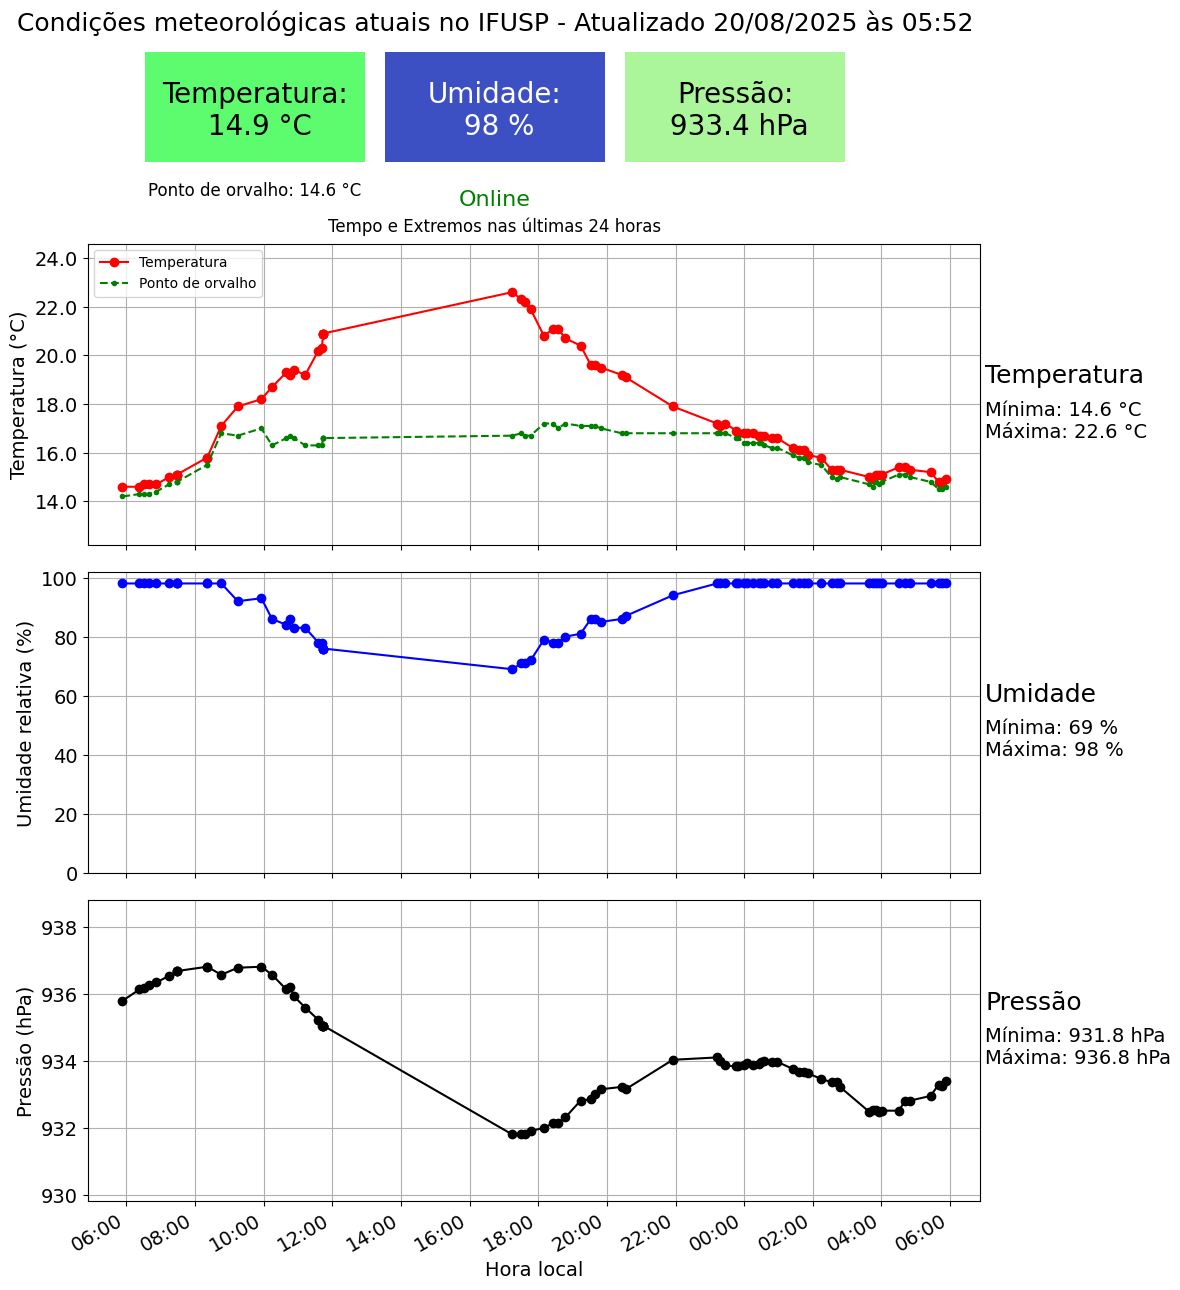 Condições meteorológicas atuais no IFUSP - Atualizado 20/08/2025 às 05:52
Temperatura:
14.9 °C
Umidade:
98 %
Pressão:
933.4 hPa
Ponto de orvalho: 14.6 °C
Online
Tempo e Extremos nas últimas 24 horas
Temperatura
Ponto de orvalho
Temperatura (°C)
24.0
22.0
20.0
18.0
16.0
14.0
Temperatura
Mínima: 14.6 °C
Máxima: 22.6 °C
Umidade relativa (%)
100
80
60
40
20
0
Umidade
Mínima: 69 %
Máxima: 98 %
Pressão (hPa)
938
936
934
932
930
Pressão
Mínima: 931.8 hPa
Máxima: 936.8 hPa
06:00 08:00 10:00 12:00 14:00 16:00 18:00 20:00 22:00 00:00 02:00 04:00 06:00
Hora local